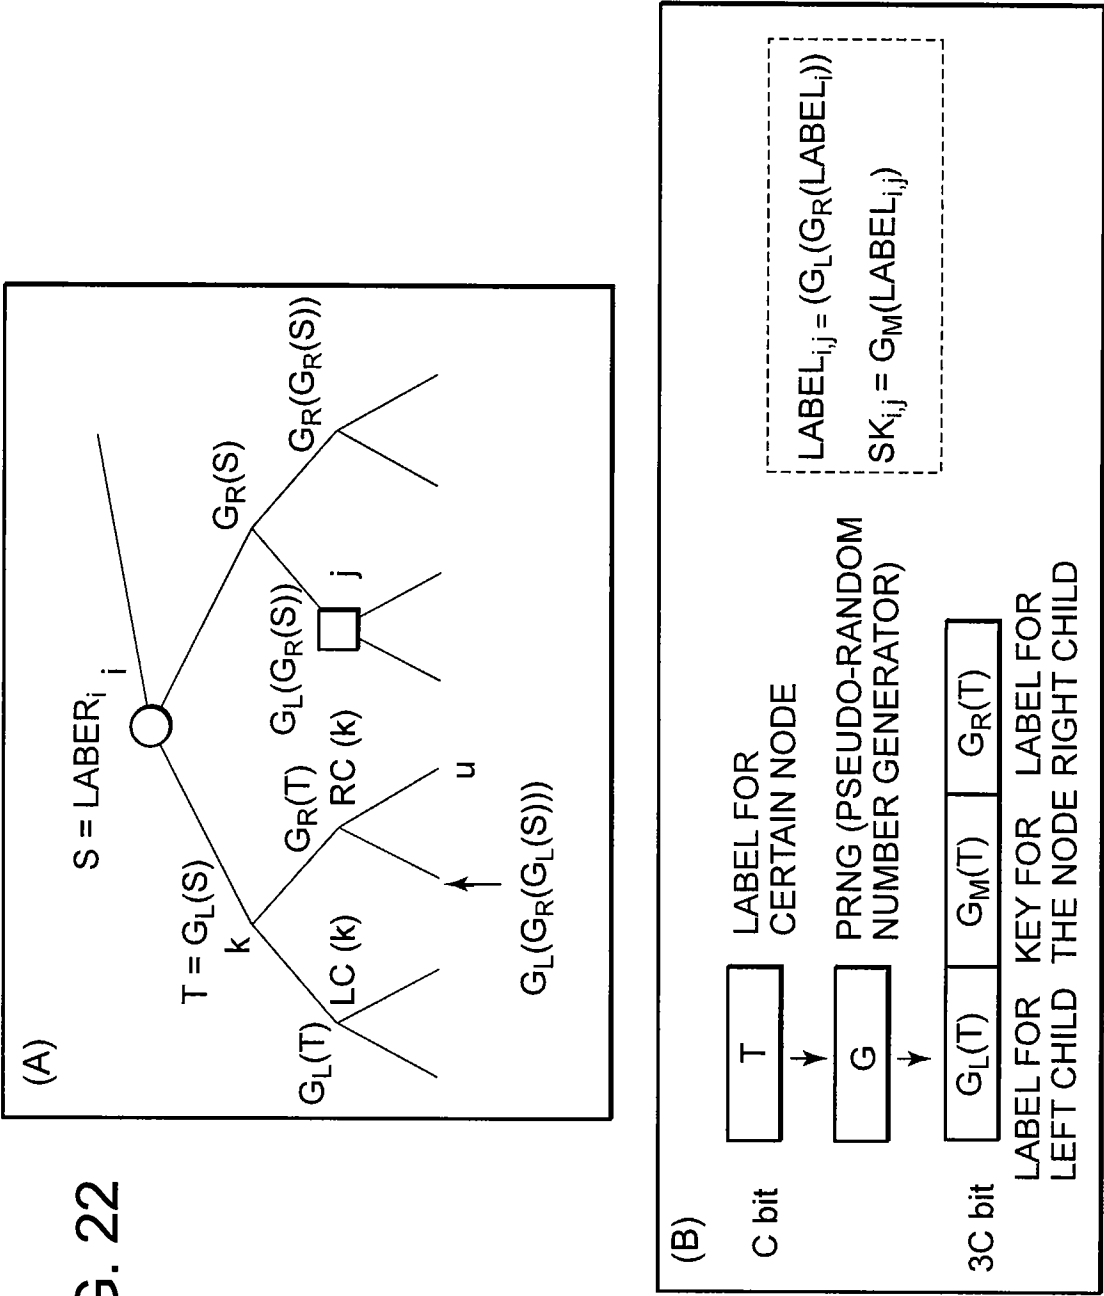 G. 22
(A)
S = LABER_i
i
T = G_L(S)
k
G_R(S)
G_L(T)
LC (k)
G_R(T)
RC (k)
G_L(G_R(S))
j
G_R(G_R(S))
u
G_L(G_R(G_L(S)))
(B)
C bit
T
LABEL FOR
CERTAIN NODE
G
PRNG (PSEUDO-RANDOM
NUMBER GENERATOR)
3C bit
G_L(T)
G_M(T)
G_R(T)
LABEL FOR
LEFT CHILD
KEY FOR
THE NODE
LABEL FOR
RIGHT CHILD
LABEL_i,j = (G_L(G_R(LABEL_i))
SK_i,j = G_M(LABEL_i,j)